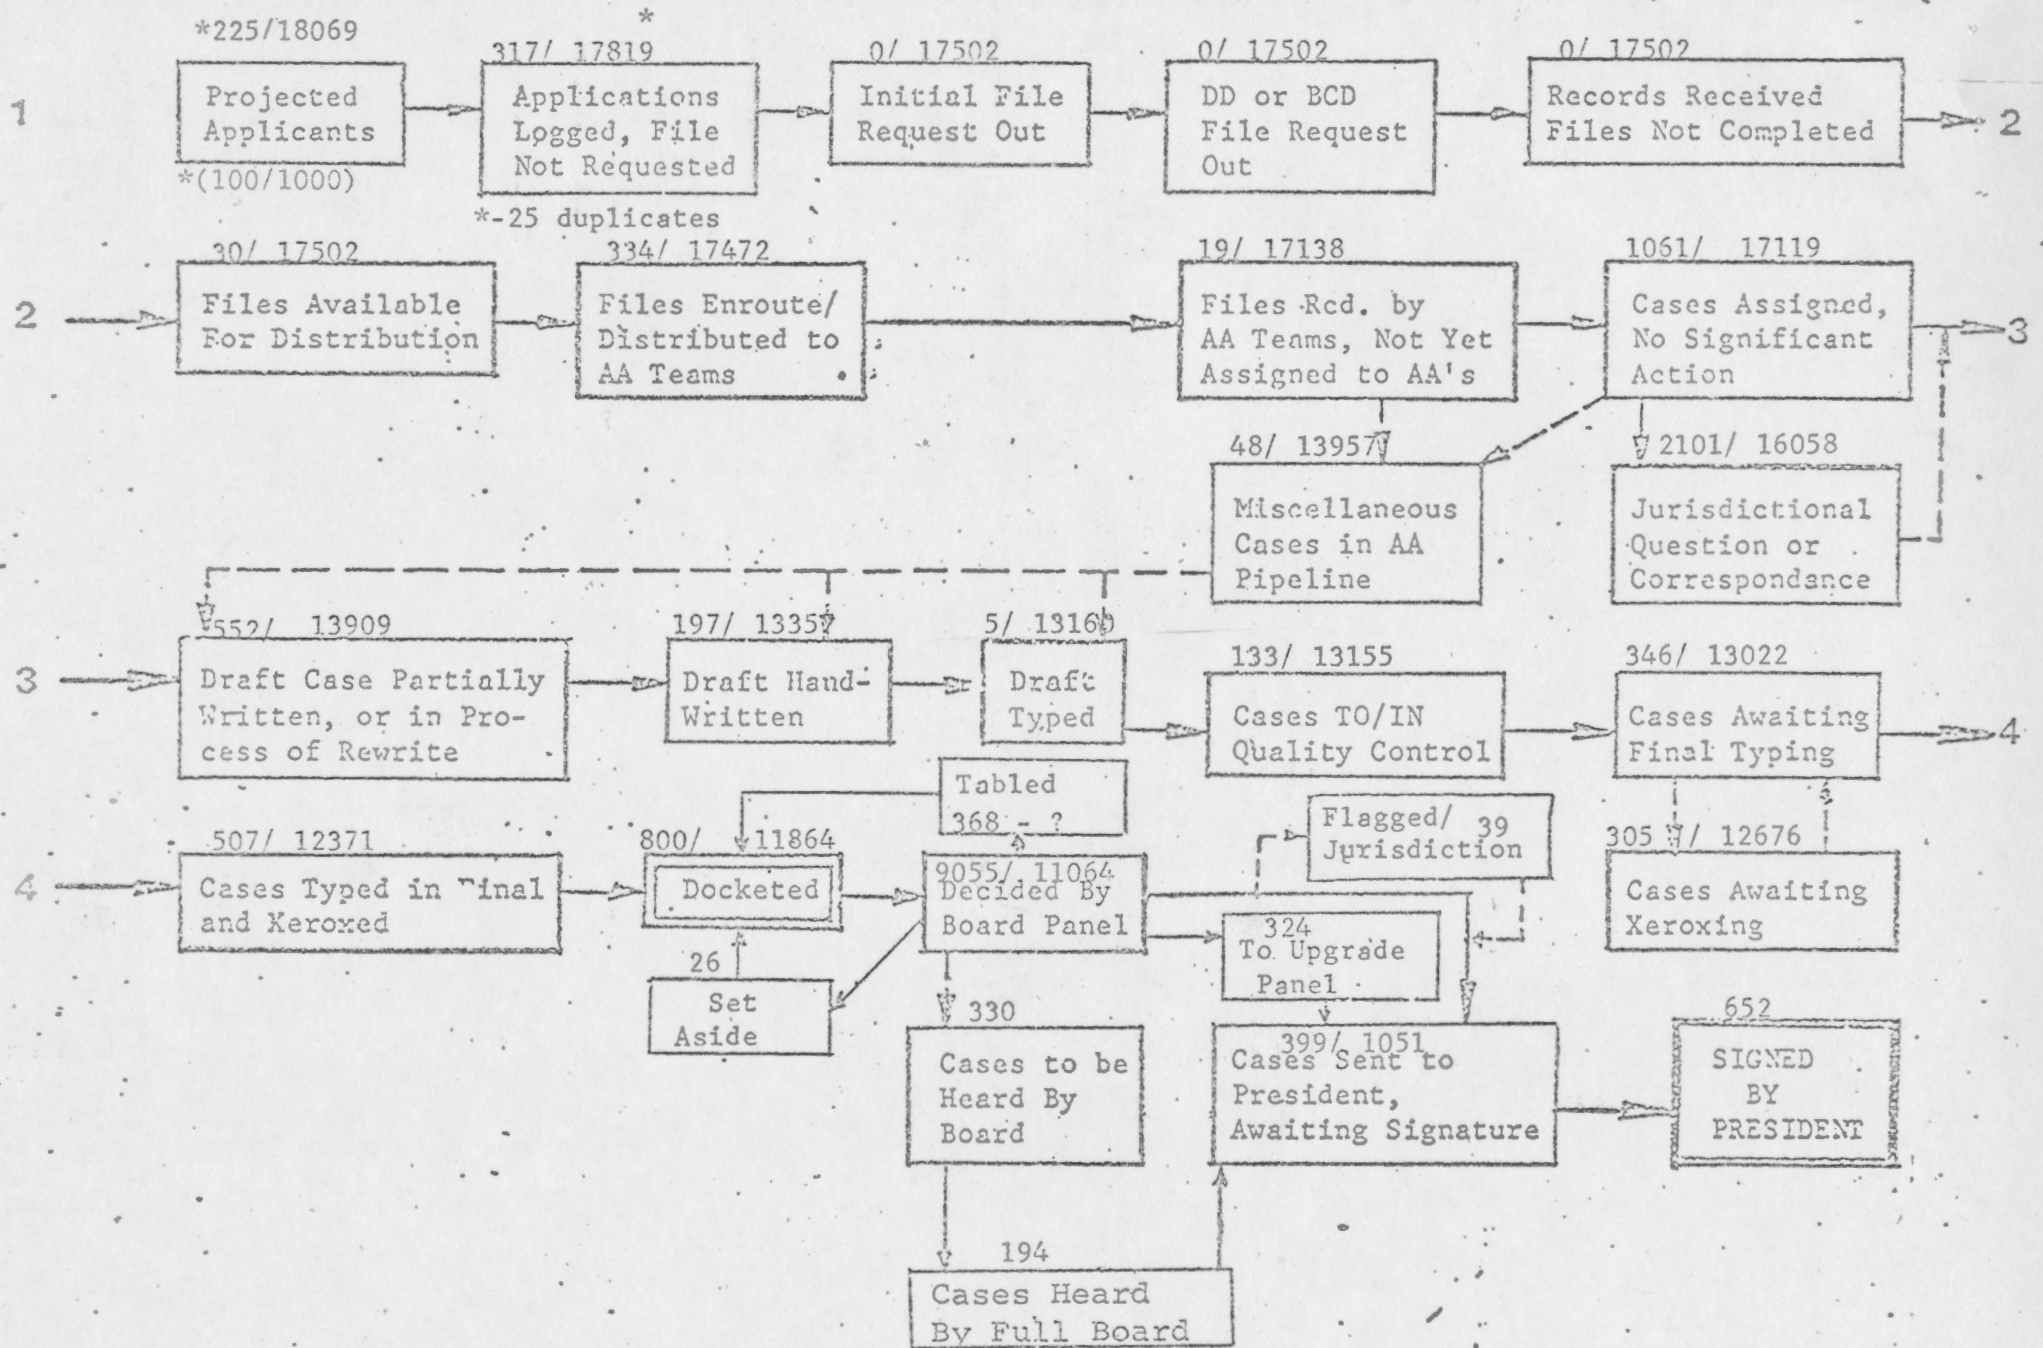 *225/18069
*
317/ 17819
0/ 17502
0/ 17502
0/ 17502
1
Projected
Applicants
*(100/1000)
Applications
Logged, File
Not Requested
*-25 duplicates
Initial File
Request Out
DD or BCD
File Request
Out
Records Received
Files Not Completed
2
30/ 17502
334/ 17472
19/ 17138
1061/ 17119
2
Files Available
For Distribution
Files Enroute/
Distributed to
AA Teams
Files Rcd. by
AA Teams, Not Yet
Assigned to AA's
Cases Assigned,
No Significant
Action
3
48/ 13957
Miscellaneous
Cases in AA
Pipeline
2101/ 16058
Jurisdictional
Question or
Correspondance
552/ 13909
197/ 13357
5/ 13160
133/ 13155
346/ 13022
3
Draft Case Partially
Written, or in Pro-
cess of Rewrite
Draft Hand-
Written
Draft
Typed
Cases TO/IN
Quality Control
Cases Awaiting
Final Typing
4
Tabled
368 - ?
Flagged/ 39
Jurisdiction
305 / 12676
Cases Awaiting
Xeroxing
507/ 12371
800/ 11864
9055/ 11064
4
Cases Typed in Final
and Xeroxed
Docketed
Decided By
Board Panel
324
To Upgrade
Panel
26
Set
Aside
330
Cases to be
Heard By
Board
399/ 1051
Cases Sent to
President,
Awaiting Signature
652
SIGNED
BY
PRESIDENT
194
Cases Heard
By Full Board